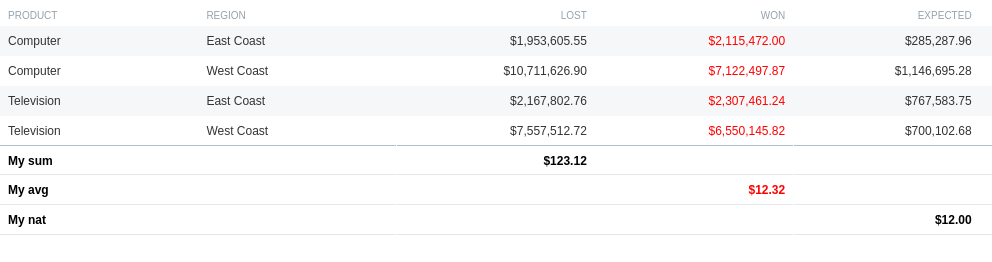 PRODUCT REGION LOST WON EXPECTED
Computer East Coast $1,953,605.55 $2,115,472.00 $285,287.96
Computer West Coast $10,711,626.90 $7,122,497.87 $1,146,695.28
Television East Coast $2,167,802.76 $2,307,461.24 $767,583.75
Television West Coast $7,557,512.72 $6,550,145.82 $700,102.68
My sum $123.12
My avg $12.32
My nat $12.00